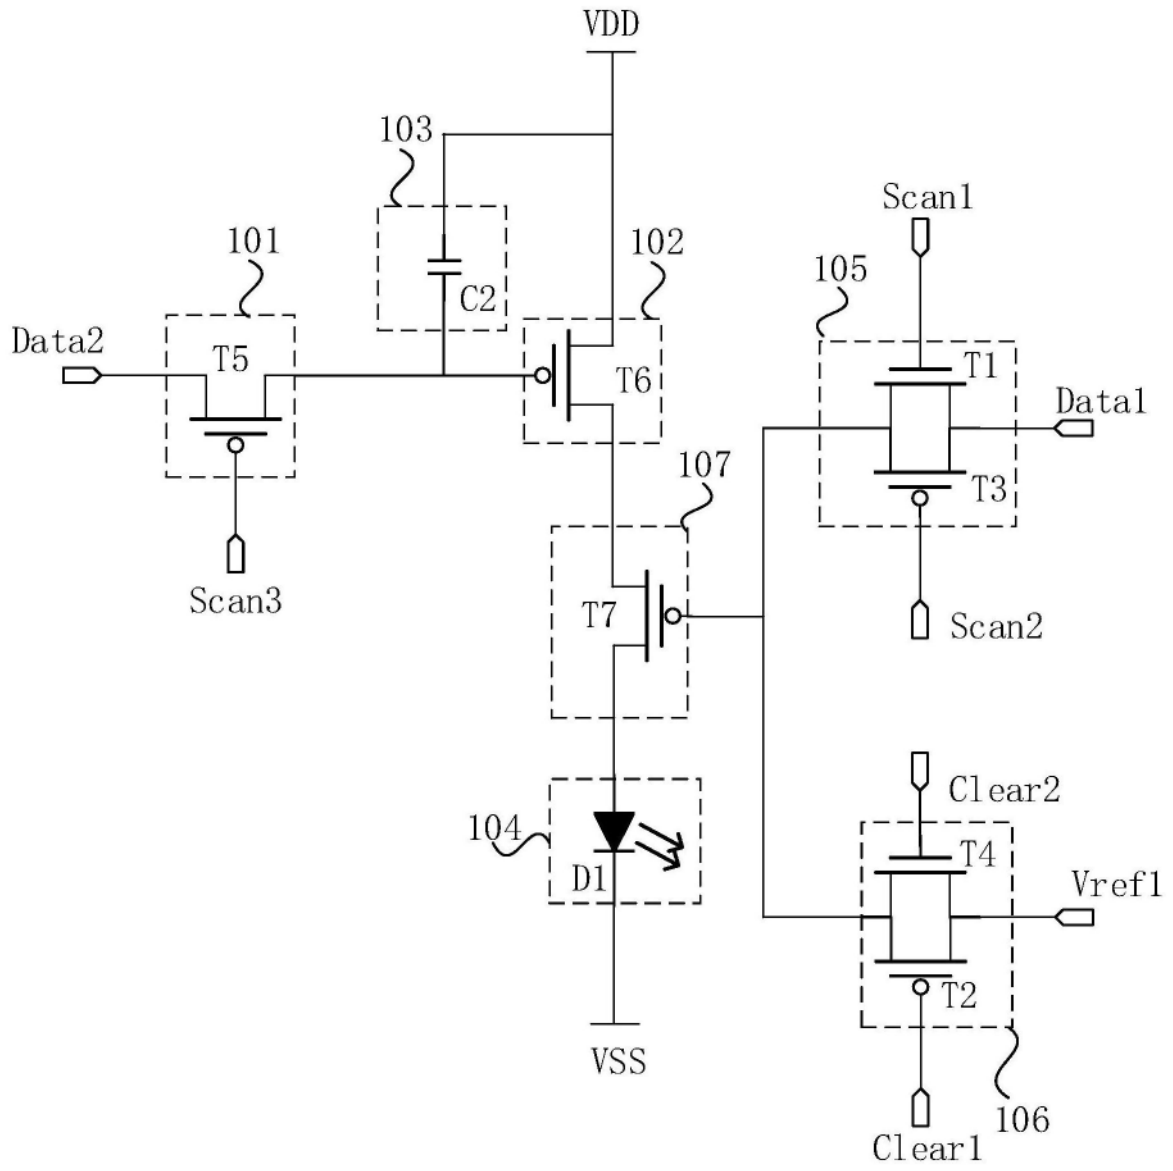 VDD
103
Scan1
101
102
105
C2
Data2
T5
T6
T1
Data1
107
T3
Scan3
T7
Scan2
Clear2
104
D1
T4
Vref1
T2
VSS
106
Clear1